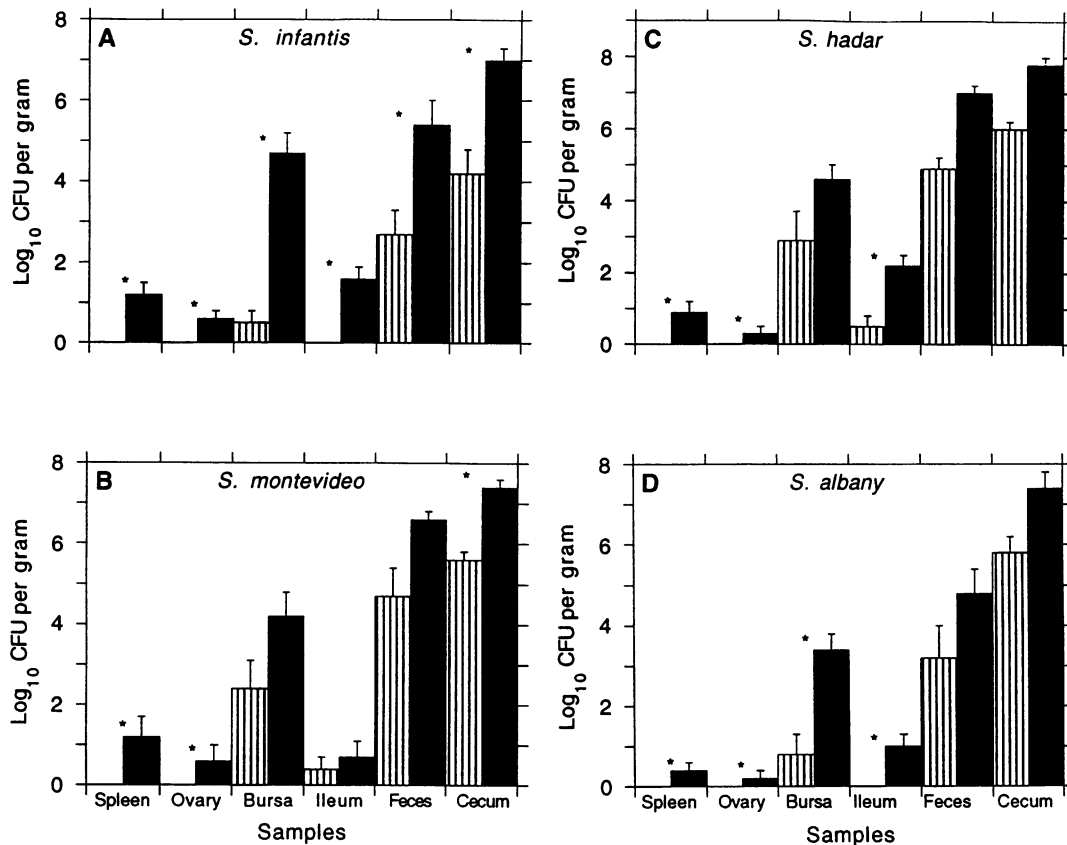 A
S. infantis
Log10 CFU per gram
8
6
4
2
0
*
*
*
*
*
*
C
S. hadar
Log10 CFU per gram
8
6
4
2
0
*
*
*
B
S. montevideo
Log10 CFU per gram
8
6
4
2
0
*
*
*
Spleen Ovary Bursa Ileum Feces Cecum
Samples
D
S. albany
Log10 CFU per gram
8
6
4
2
0
*
*
*
*
Spleen Ovary Bursa Ileum Feces Cecum
Samples